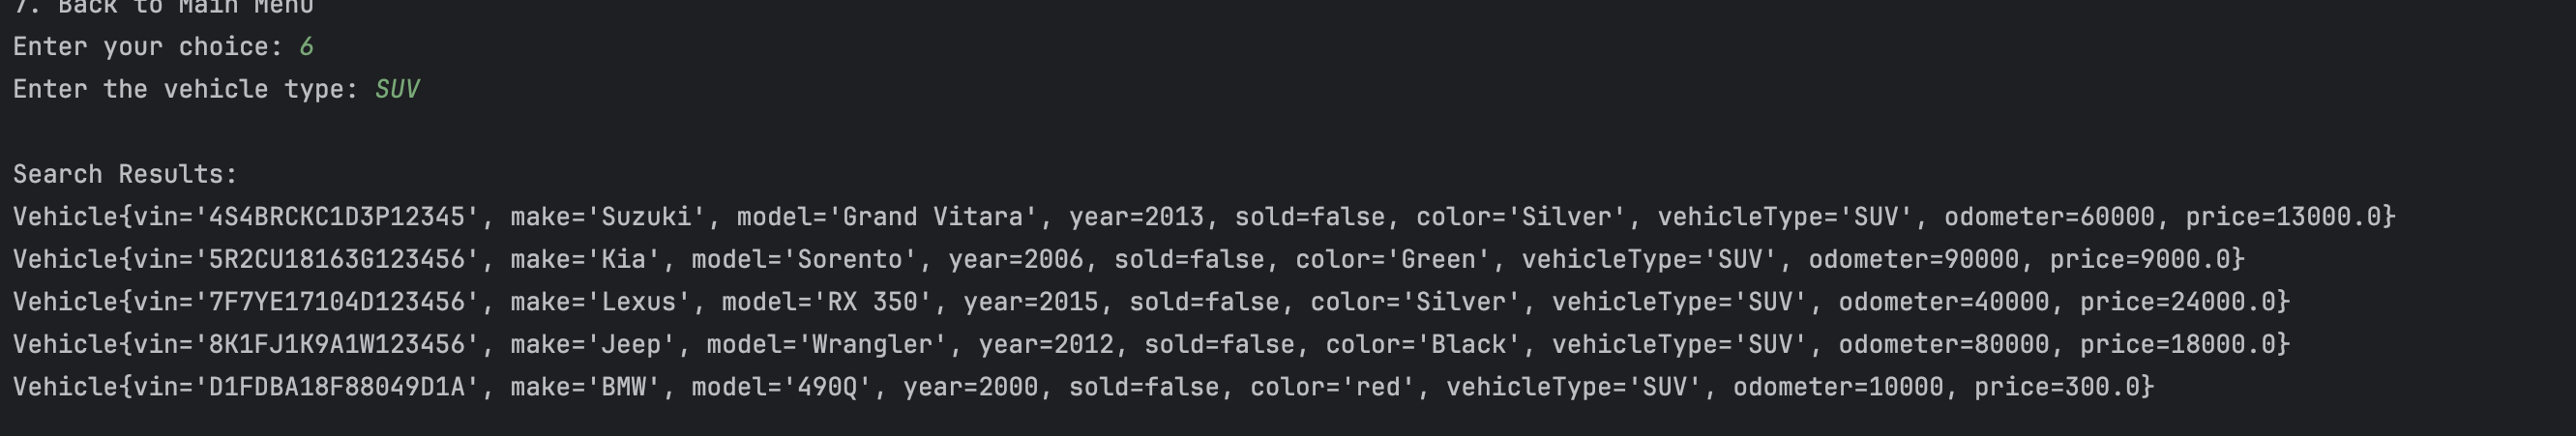 7. Back to Main Menu
Enter your choice: 6
Enter the vehicle type: SUV
Search Results:
Vehicle{vin='4S4BRCKC1D3P12345', make='Suzuki', model='Grand Vitara', year=2013, sold=false, color='Silver', vehicleType='SUV', odometer=60000, price=13000.0}
Vehicle{vin='5R2CU18163G123456', make='Kia', model='Sorento', year=2006, sold=false, color='Green', vehicleType='SUV', odometer=90000, price=9000.0}
Vehicle{vin='7F7YE17104D123456', make='Lexus', model='RX 350', year=2015, sold=false, color='Silver', vehicleType='SUV', odometer=40000, price=24000.0}
Vehicle{vin='8K1FJ1K9A1W123456', make='Jeep', model='Wrangler', year=2012, sold=false, color='Black', vehicleType='SUV', odometer=80000, price=18000.0}
Vehicle{vin='D1FDBA18F88049D1A', make='BMW', model='490Q', year=2000, sold=false, color='red', vehicleType='SUV', odometer=10000, price=300.0}